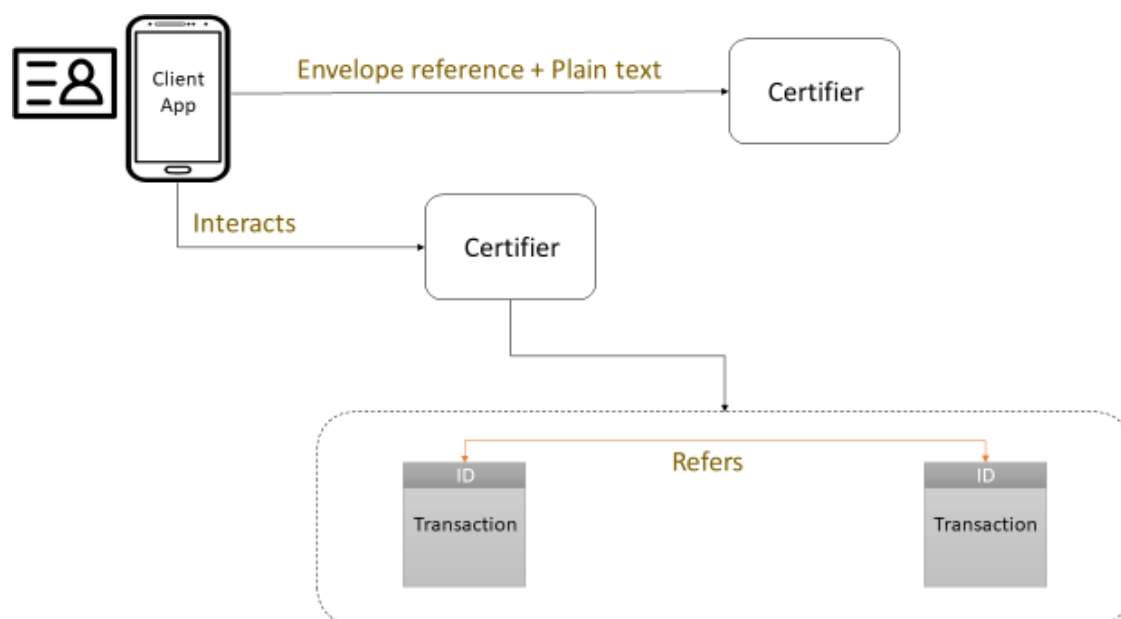 Client
App
Envelope reference + Plain text
Certifier
Interacts
Certifier
Refers
ID
ID
Transaction
Transaction